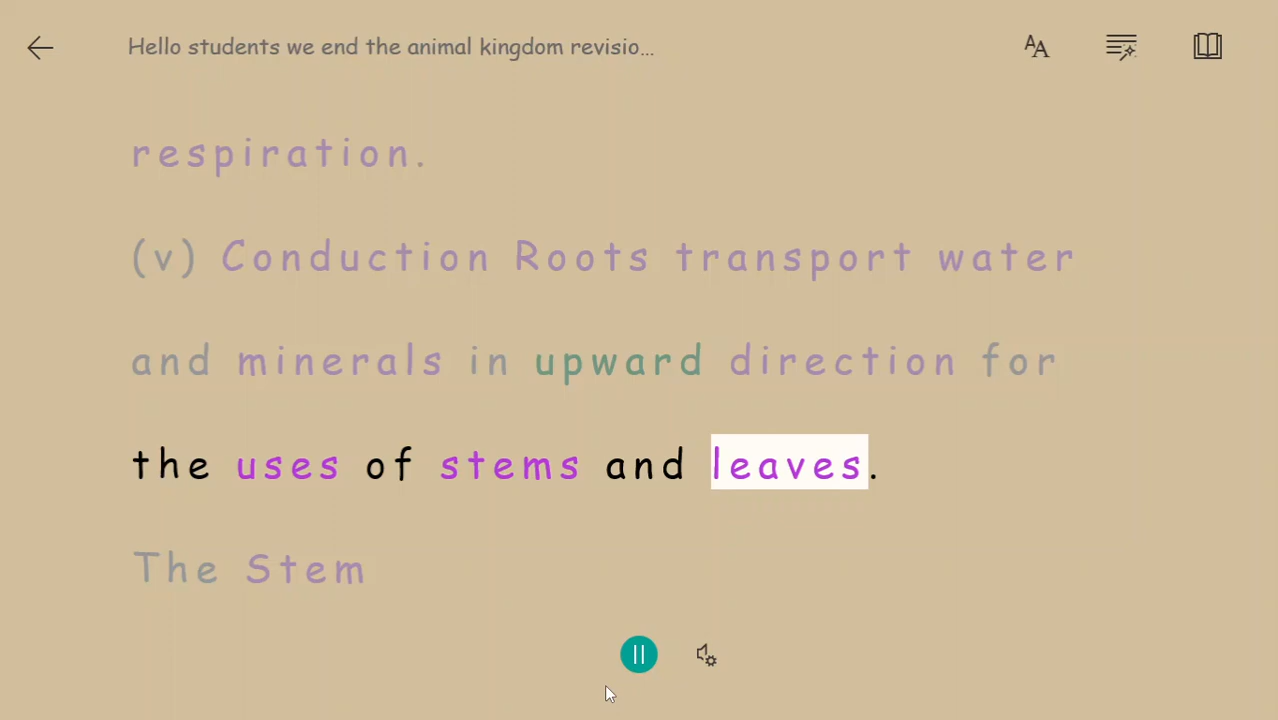 Hello students we end the animal kingdom revisio...
respiration.
(v) Conduction Roots transport water
and minerals in upward direction for
the uses of stems and leaves.
The Stem